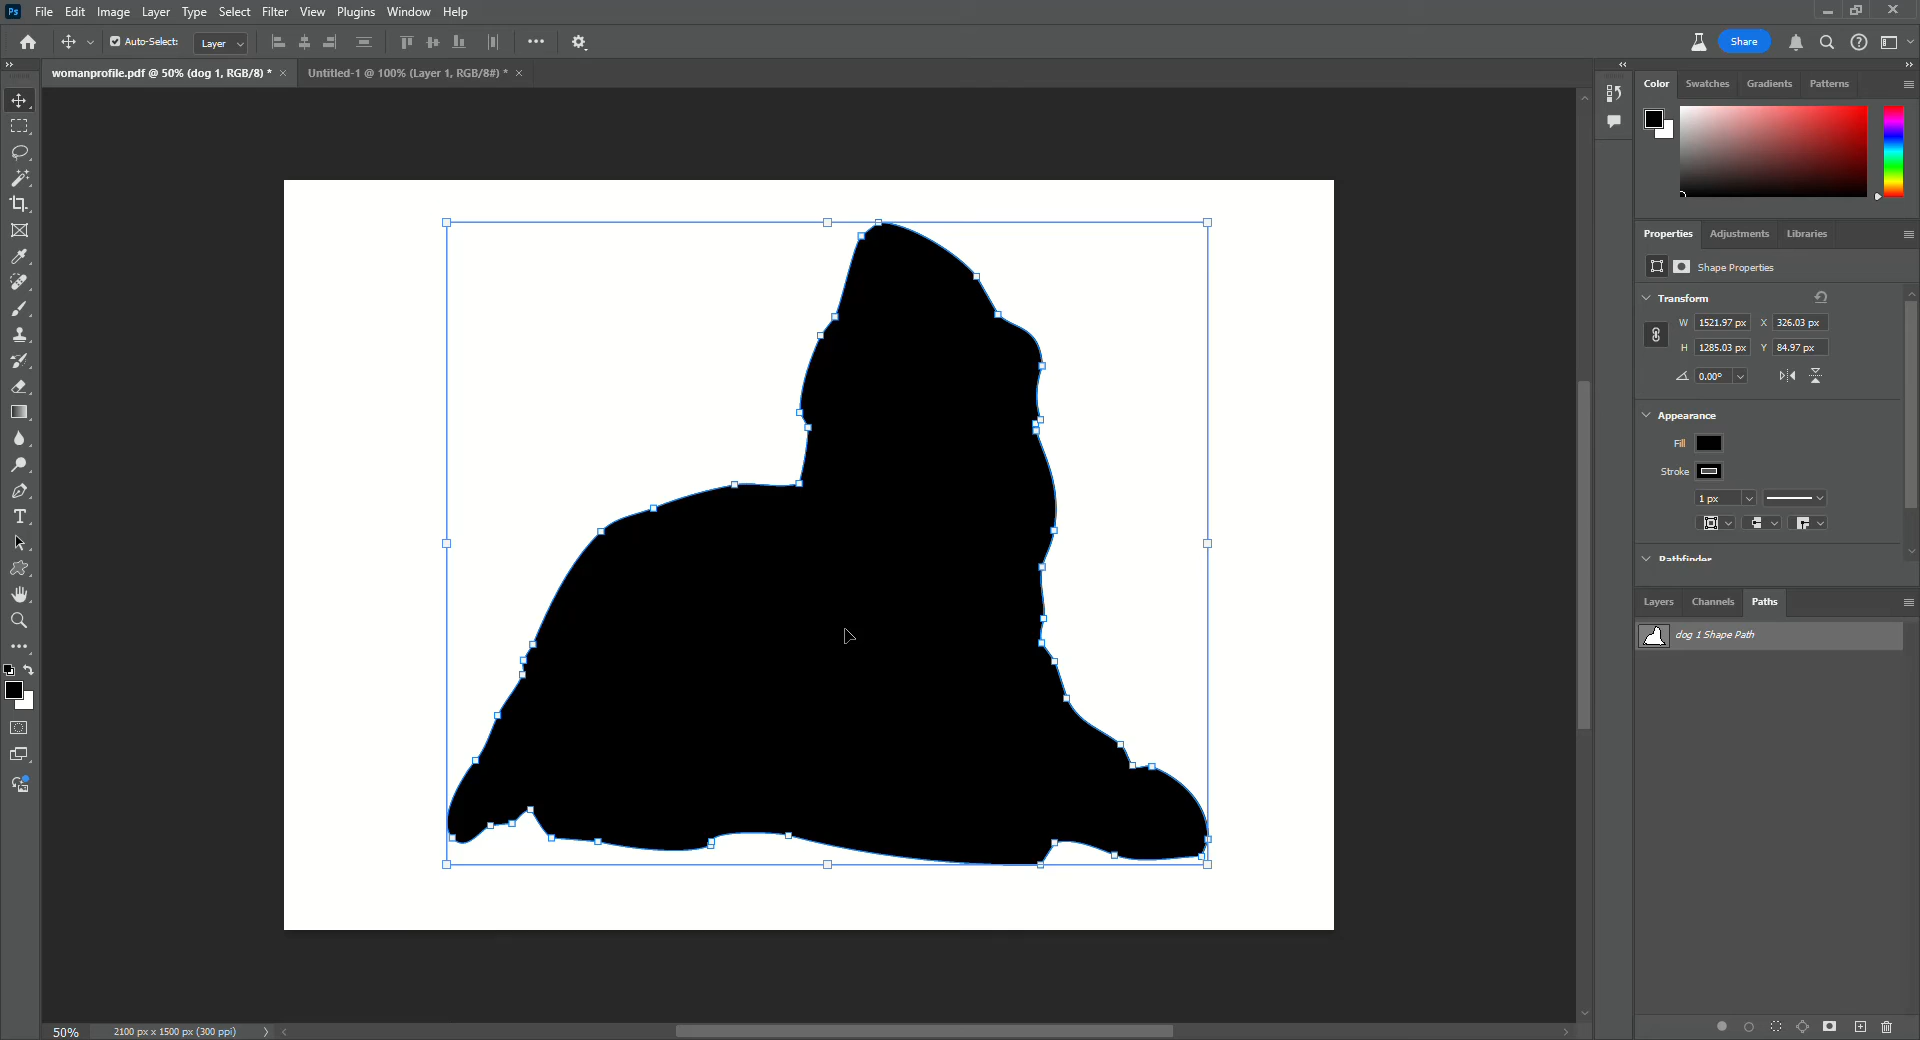 Ps File Edit Image Layer Type Select Filter View Plugins Window Help
Auto-Select: Layer Share
womanprofile.pdf @ 50% (dog 1, RGB/8) * Untitled-1 @ 100% (Layer 1, RGB/8#) *
Color Swatches Gradients Patterns
Properties Adjustments Libraries
Shape Properties
Transform
W 1521.97 px X 326.03 px
H 1285.03 px Y 84.97 px
0.00°
Appearance
Fill
Stroke
1 px
Pathfinder
Layers Channels Paths
dog 1 Shape Path
50% 2100 px x 1500 px (300 ppi)